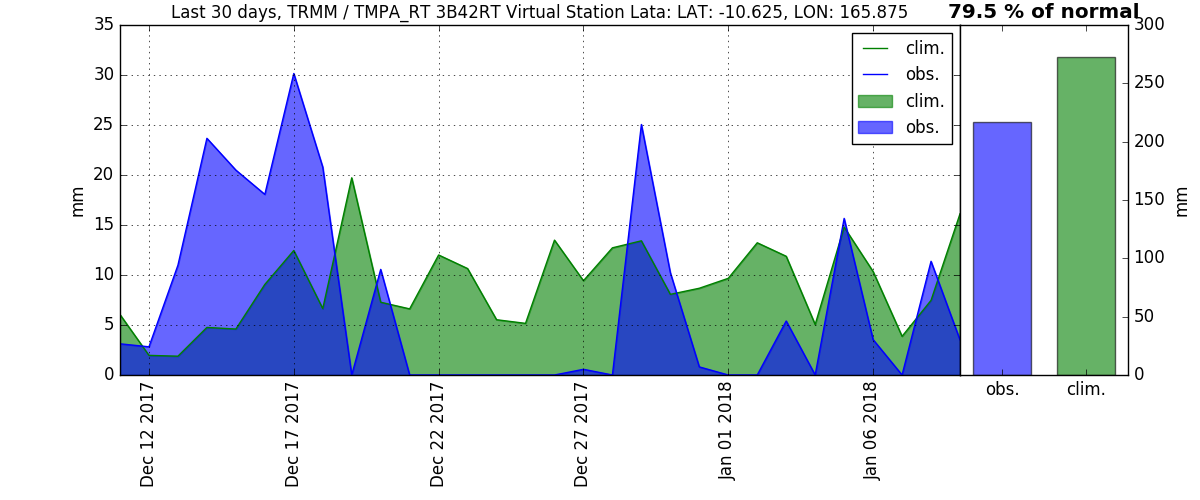 Last 30 days, TRMM / TMPA_RT 3B42RT Virtual Station Lata: LAT: -10.625, LON: 165.875
79.5 % of normal
35
30
25
20
15
10
5
0
mm
clim.
obs.
clim.
obs.
Dec 12 2017
Dec 17 2017
Dec 22 2017
Dec 27 2017
Jan 01 2018
Jan 06 2018
300
250
200
150
100
50
0
mm
obs.
clim.